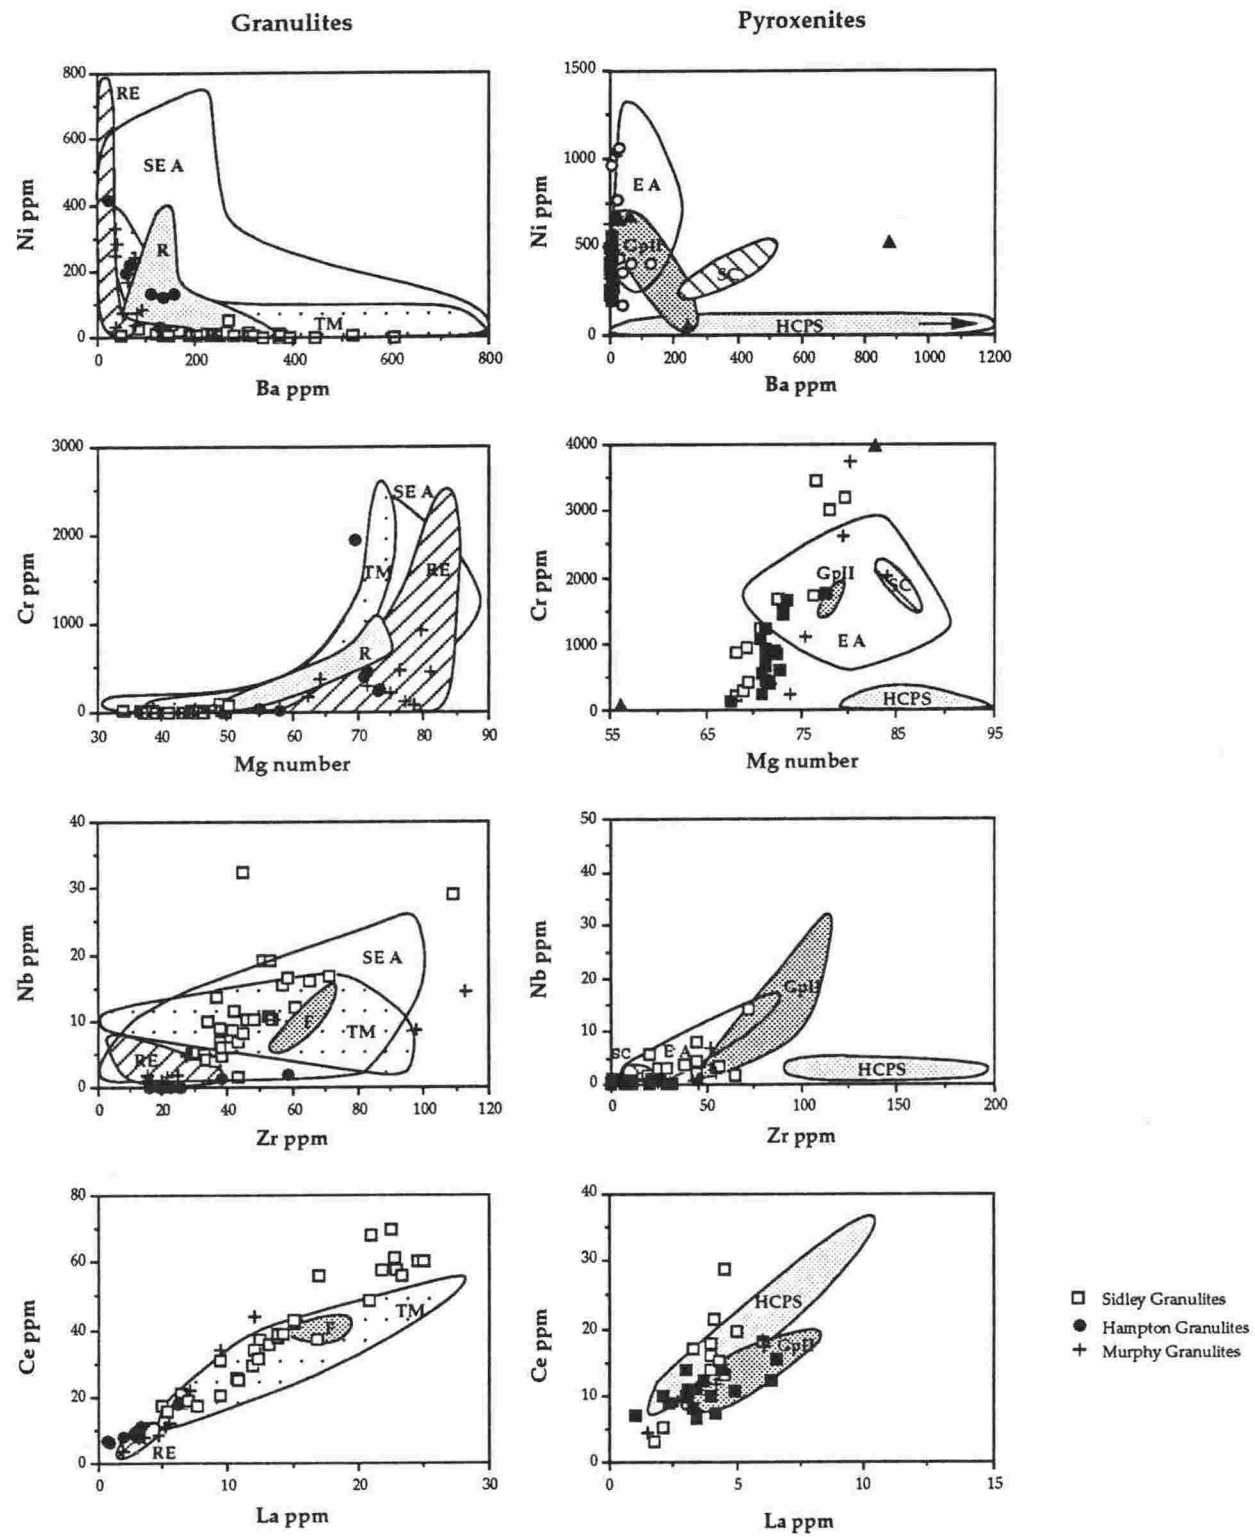 Granulites
Pyroxenites
800
600
400
200
0
Ni ppm
RE
SE A
R
TM
0
200
400
600
800
Ba ppm
1500
1000
500
0
Ni ppm
E A
GpII
SC
HCPS
0
200
400
600
800
1000
1200
Ba ppm
3000
2000
1000
0
Cr ppm
SE A
TM
RE
R
30
40
50
60
70
80
90
Mg number
4000
3000
2000
1000
0
Cr ppm
GpII
SC
E A
HCPS
55
65
75
85
95
Mg number
40
30
20
10
0
Nb ppm
SE A
F
TM
RE
0
20
40
60
80
100
120
Zr ppm
50
40
30
20
10
0
Nb ppm
GpII
SC
E A
HCPS
0
50
100
150
200
Zr ppm
80
60
40
20
0
Ce ppm
TM
F
RE
0
10
20
30
La ppm
40
30
20
10
0
Ce ppm
HCPS
GpII
0
5
10
15
La ppm
Sidley Granulites
Hampton Granulites
Murphy Granulites